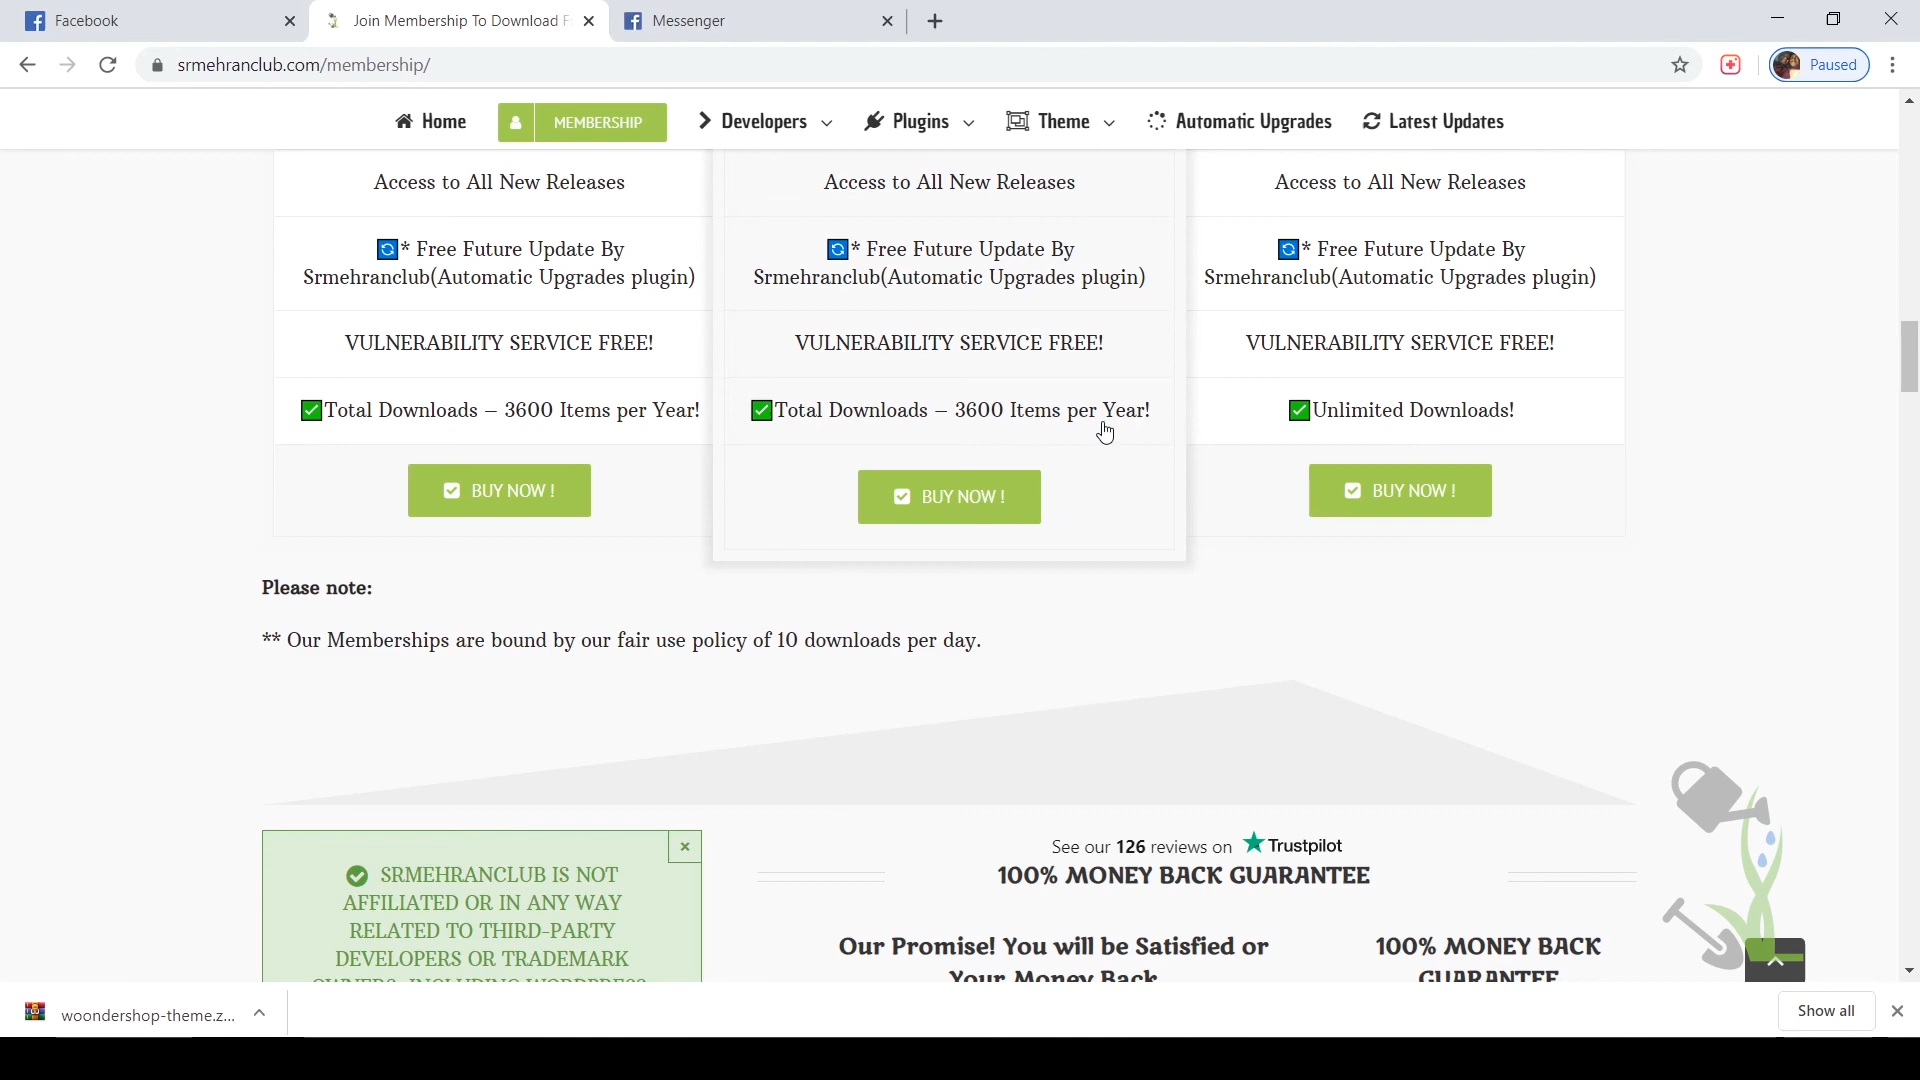 Facebook
Join Membership To Download F
Messenger
srmehranclub.com/membership/
Paused
Home
MEMBERSHIP
Developers
Plugins
Theme
Automatic Upgrades
Latest Updates
Access to All New Releases
Access to All New Releases
Access to All New Releases
* Free Future Update By
Srmehranclub(Automatic Upgrades plugin)
* Free Future Update By
Srmehranclub(Automatic Upgrades plugin)
* Free Future Update By
Srmehranclub(Automatic Upgrades plugin)
VULNERABILITY SERVICE FREE!
VULNERABILITY SERVICE FREE!
VULNERABILITY SERVICE FREE!
✅Total Downloads – 3600 Items per Year!
✅Total Downloads – 3600 Items per Year!
✅Unlimited Downloads!
BUY NOW !
BUY NOW !
BUY NOW !
Please note:
** Our Memberships are bound by our fair use policy of 10 downloads per day.
SRMEHRANCLUB IS NOT
AFFILIATED OR IN ANY WAY
RELATED TO THIRD-PARTY
DEVELOPERS OR TRADEMARK
OWNERS, INCLUDING WORDPRESS
See our 126 reviews on Trustpilot
100% MONEY BACK GUARANTEE
Our Promise! You will be Satisfied or
Your Money Back
100% MONEY BACK
GUARANTEE
woondershop-theme.z...
Show all